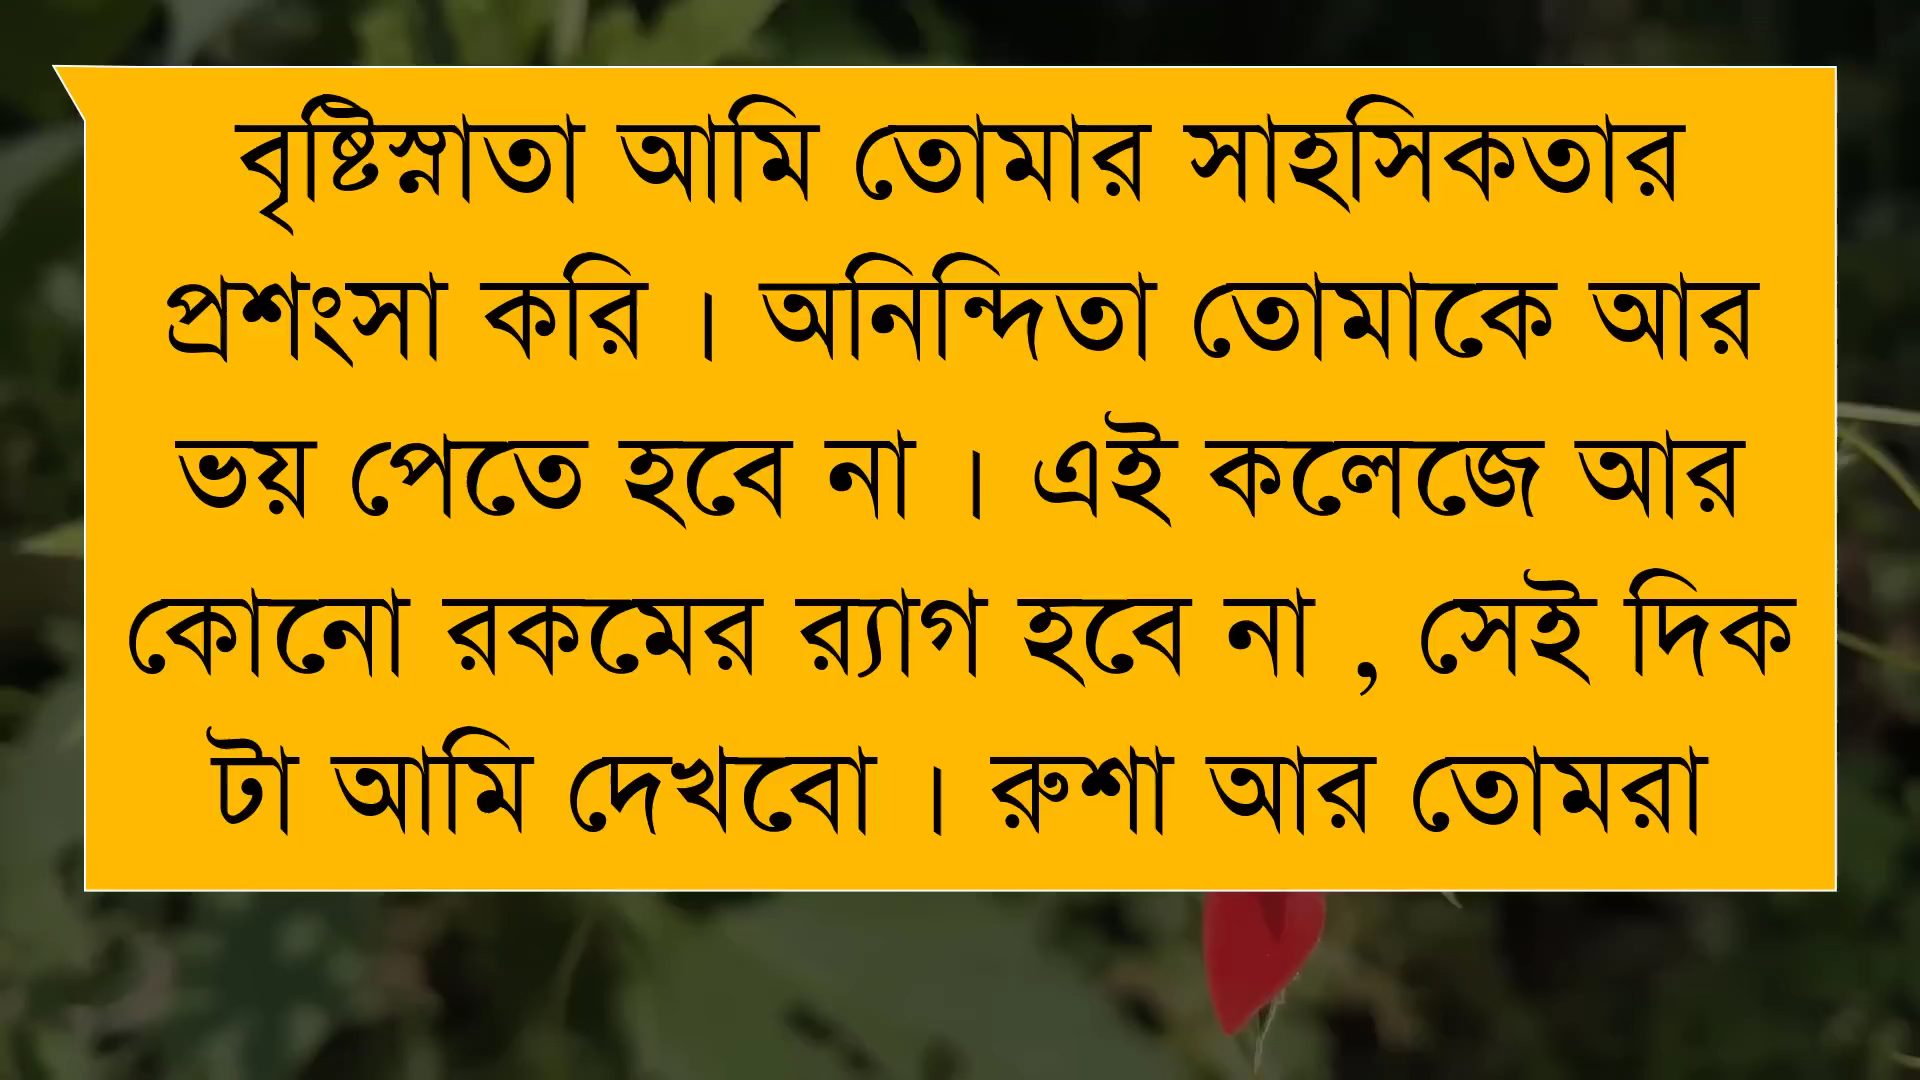 বৃষ্টিস্নাতা আমি তোমার সাহসিকতার
প্রশংসা করি । অনিন্দিতা তোমাকে আর
ভয় পেতে হবে না । এই কলেজে আর
কোনো রকমের র‍্যাগ হবে না , সেই দিক
টা আমি দেখবো । রুশা আর তোমরা